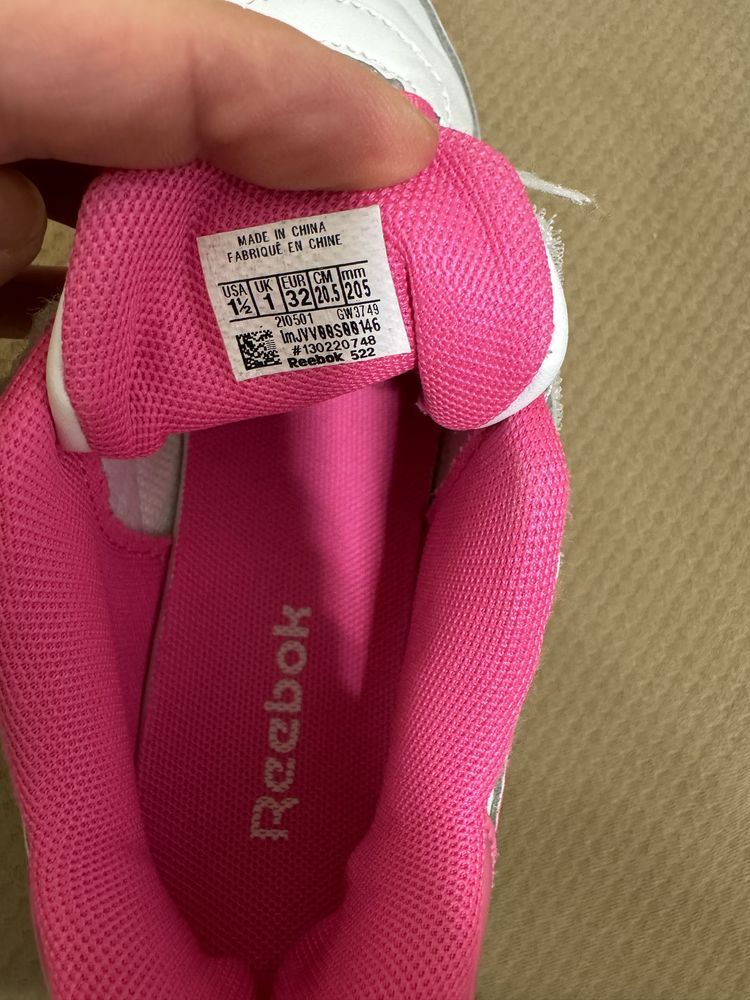 MADE IN CHINA
FABRIQUÉ EN CHINE
USA UK EUR CM mm
1½ 1 32 20.5 205
210501 GW3749
lmJVV00S00146
#130220748
Reebok 522
Reebok